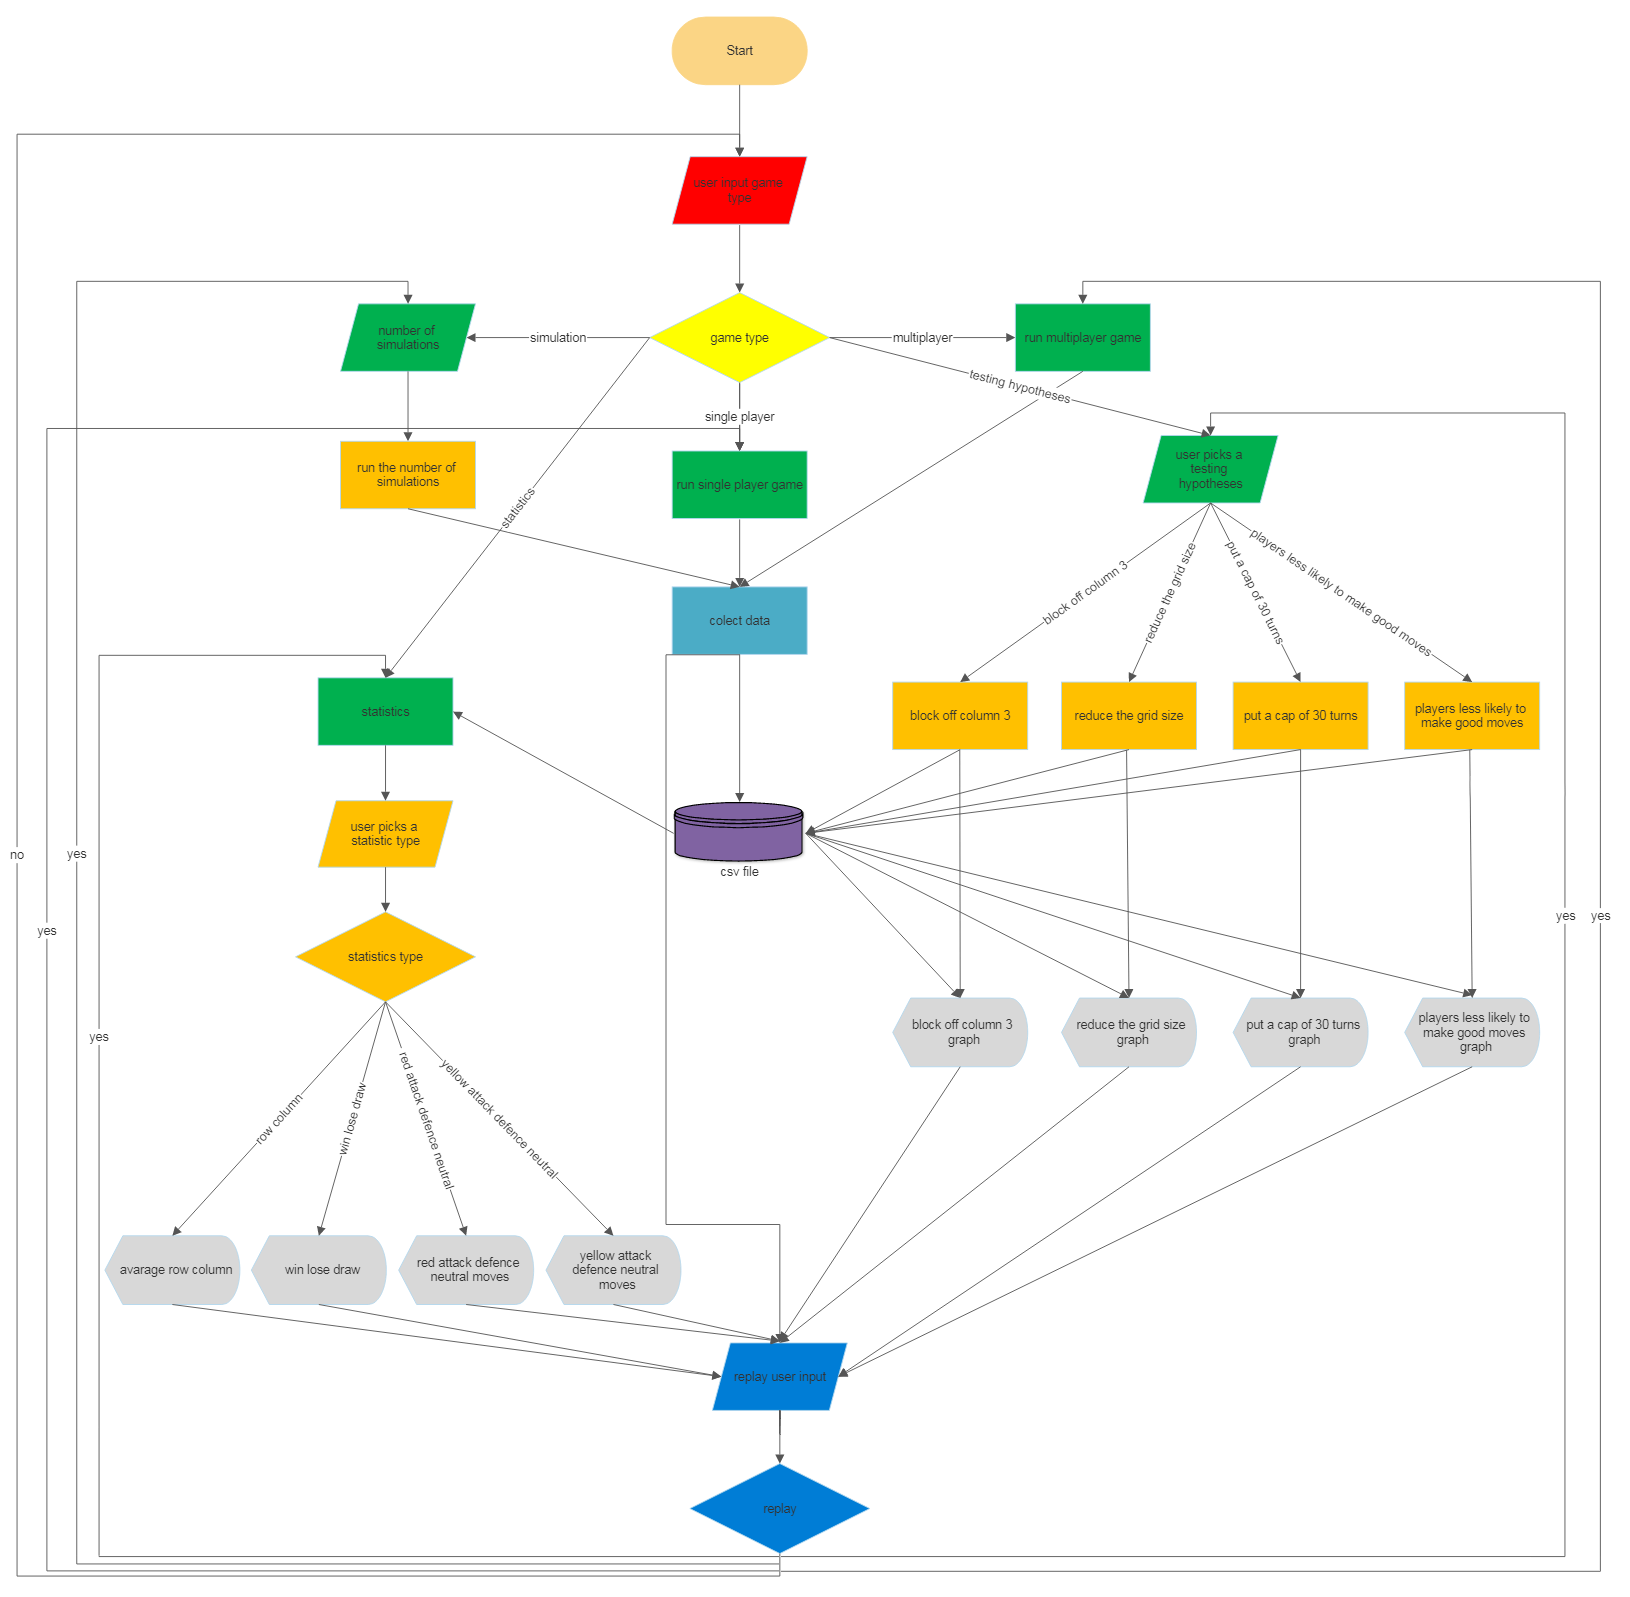 Start
user input game
type
game type
simulation
multiplayer
testing hypotheses
single player
statistics
number of
simulations
run multiplayer game
run the number of
simulations
run single player game
user picks a
testing
hypotheses
block off column 3
reduce the grid size
put a cap of 30 turns
players less likely to make good moves
colect data
statistics
block off column 3
reduce the grid size
put a cap of 30 turns
players less likely to
make good moves
user picks a
statistic type
csv file
no
yes
yes
yes
yes
yes
statistics type
block off column 3
graph
reduce the grid size
graph
put a cap of 30 turns
graph
players less likely to
make good moves
graph
row column
win lose draw
red attack defence neutral
yellow attack defence neutral
avarage row column
win lose draw
red attack defence
neutral moves
yellow attack
defence neutral
moves
replay user input
replay